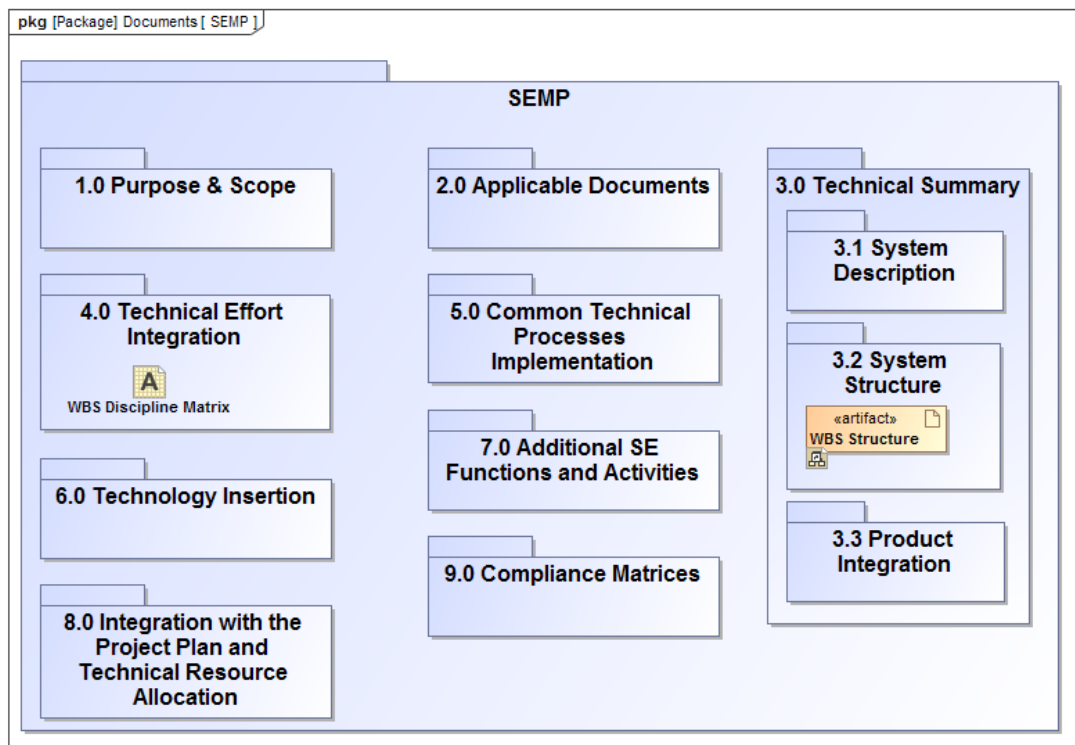 pkg [Package] Documents [ SEMP ]
SEMP
1.0 Purpose & Scope
2.0 Applicable Documents
3.0 Technical Summary
3.1 System
Description
3.2 System
Structure
«artifact»
WBS Structure
3.3 Product
Integration
4.0 Technical Effort
Integration
A
WBS Discipline Matrix
5.0 Common Technical
Processes
Implementation
6.0 Technology Insertion
7.0 Additional SE
Functions and Activities
8.0 Integration with the
Project Plan and
Technical Resource
Allocation
9.0 Compliance Matrices